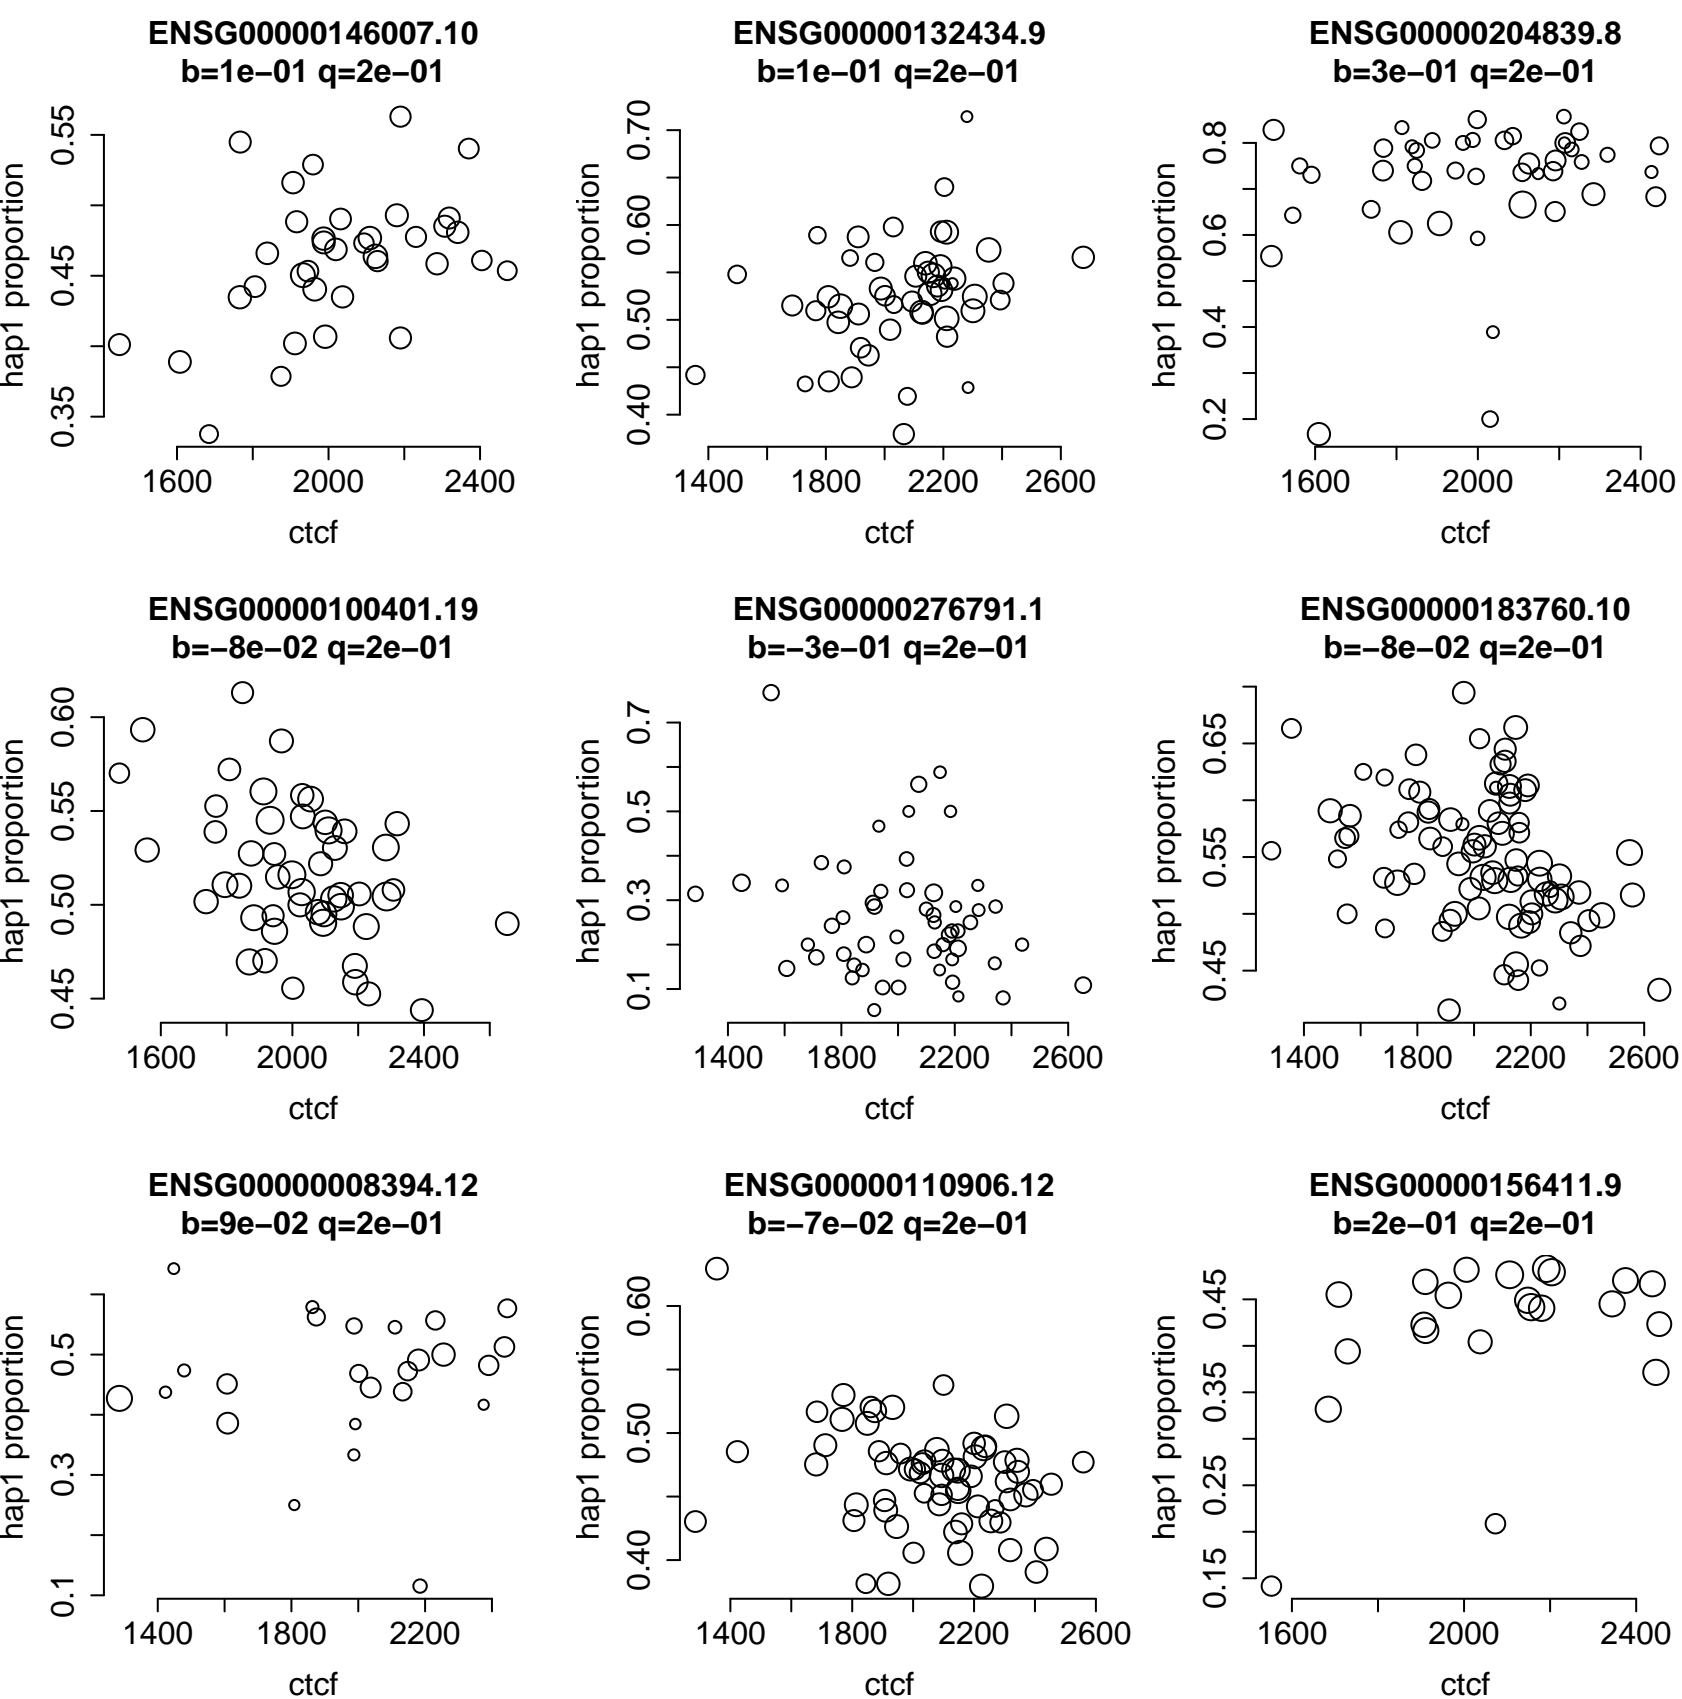 ENSG00000146007.10
b=1e−01 q=2e−01
hap1 proportion
0.35 0.45 0.55
1600 2000 2400
ctcf
ENSG00000132434.9
b=1e−01 q=2e−01
hap1 proportion
0.40 0.50 0.60 0.70
1400 1800 2200 2600
ctcf
ENSG00000204839.8
b=3e−01 q=2e−01
hap1 proportion
0.2 0.4 0.6 0.8
1600 2000 2400
ctcf
ENSG00000100401.19
b=−8e−02 q=2e−01
hap1 proportion
0.45 0.50 0.55 0.60
1600 2000 2400
ctcf
ENSG00000276791.1
b=−3e−01 q=2e−01
hap1 proportion
0.1 0.3 0.5 0.7
1400 1800 2200 2600
ctcf
ENSG00000183760.10
b=−8e−02 q=2e−01
hap1 proportion
0.45 0.55 0.65
1400 1800 2200 2600
ctcf
ENSG00000008394.12
b=9e−02 q=2e−01
hap1 proportion
0.1 0.3 0.5
1400 1800 2200
ctcf
ENSG00000110906.12
b=−7e−02 q=2e−01
hap1 proportion
0.40 0.50 0.60
1400 1800 2200 2600
ctcf
ENSG00000156411.9
b=2e−01 q=2e−01
hap1 proportion
0.15 0.25 0.35 0.45
1600 2000 2400
ctcf